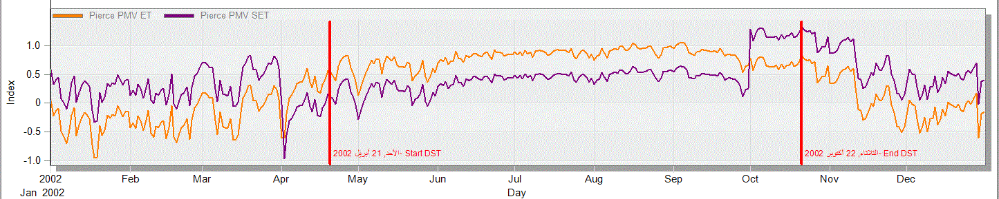 Pierce PMV ET Pierce PMV SET
1.0
0.5
0
-0.5
-1.0
Index
الأحد, 21 أبريل 2002 - Start DST
الثلاثاء, 22 أكتوبر 2002 - End DST
2002 Feb Mar Apr May Jun Jul Aug Sep Oct Nov Dec
Jan 2002 Day